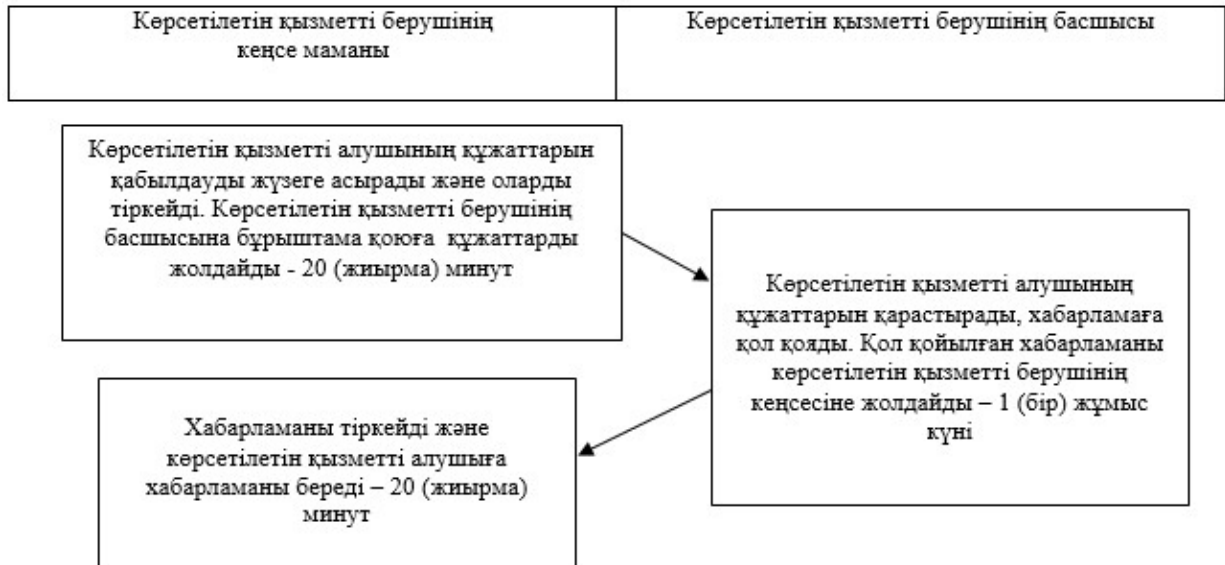 Көрсетілетін қызметті берушінің
кеңсе маманы
Көрсетілетін қызметті берушінің басшысы
Көрсетілетін қызметті алушының құжаттарын
қабылдауды жүзеге асырады және оларды
тіркейді. Көрсетілетін қызметті берушінің
басшысына бұрыштама қоюға құжаттарды
жолдайды - 20 (жиырма) минут
Көрсетілетін қызметті алушының
құжаттарын қарастырады, хабарламаға
қол қояды. Қол қойылған хабарламаны
көрсетілетін қызметті берушінің
кеңсесіне жолдайды – 1 (бір) жұмыс
күні
Хабарламаны тіркейді және
көрсетілетін қызметті алушыға
хабарламаны береді – 20 (жиырма)
минут